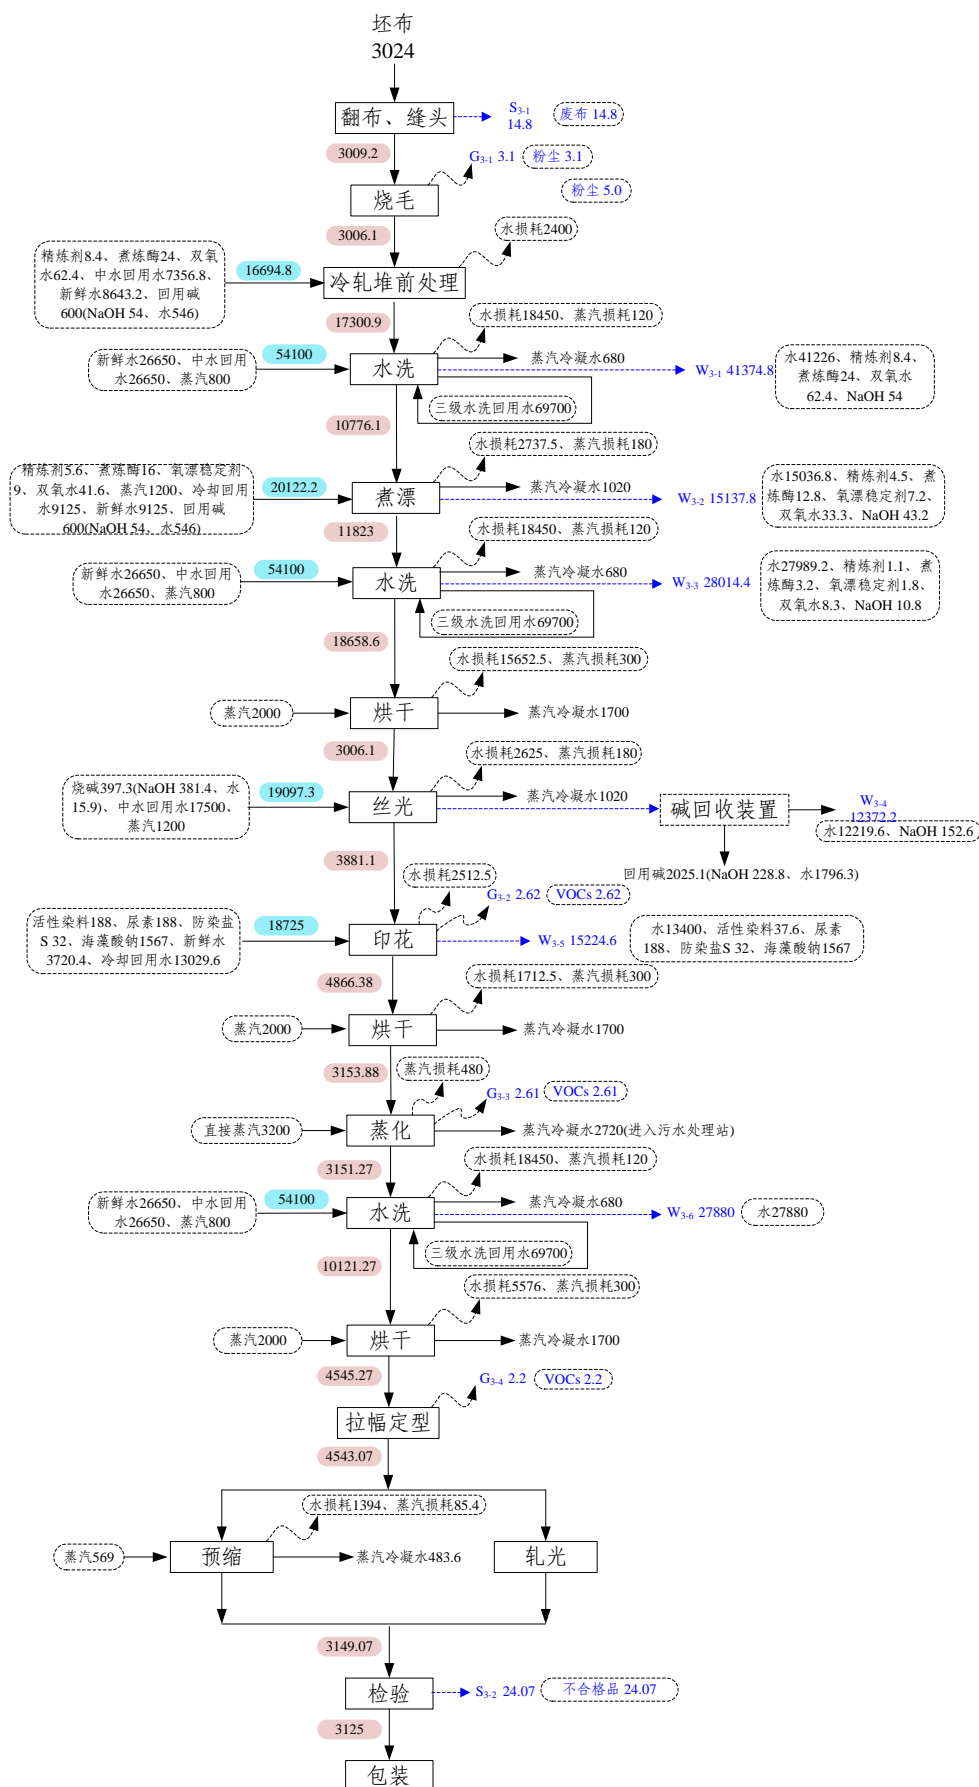 坯布
3024
翻布、缝头
S3-1
14.8
废布 14.8
3009.2
G3-1 3.1
粉尘 3.1
粉尘 5.0
烧毛
3006.1
水损耗2400
精炼剂8.4、煮炼酶24、双氧
水62.4、中水回用水7356.8、
新鲜水8643.2、回用碱
600(NaOH 54、水546)
16694.8
冷轧堆前处理
17300.9
水损耗18450、蒸汽损耗120
新鲜水26650、中水回用
水26650、蒸汽800
54100
水洗
蒸汽冷凝水680
W3-1 41374.8
水41226、精炼剂8.4、
煮炼酶24、双氧水
62.4、NaOH 54
三级水洗回用水69700
10776.1
水损耗2737.5、蒸汽损耗180
精炼剂5.6、煮炼酶16、氧漂稳定剂
9、双氧水41.6、蒸汽1200、冷却回用
水9125、新鲜水9125、回用碱
600(NaOH 54、水546)
20122.2
煮漂
蒸汽冷凝水1020
W3-2 15137.8
水15036.8、精炼剂4.5、煮
炼酶12.8、氧漂稳定剂7.2、
双氧水33.3、NaOH 43.2
11823
水损耗18450、蒸汽损耗120
新鲜水26650、中水回用
水26650、蒸汽800
54100
水洗
蒸汽冷凝水680
W3-3 28014.4
水27989.2、精炼剂1.1、煮
炼酶3.2、氧漂稳定剂1.8、
双氧水8.3、NaOH 10.8
三级水洗回用水69700
18658.6
水损耗15652.5、蒸汽损耗300
蒸汽2000
烘干
蒸汽冷凝水1700
3006.1
水损耗2625、蒸汽损耗180
烧碱397.3(NaOH 381.4、水
15.9)、中水回用水17500、
蒸汽1200
19097.3
丝光
蒸汽冷凝水1020
碱回收装置
W3-4
12372.2
水12219.6、NaOH 152.6
回用碱2025.1(NaOH 228.8、水1796.3)
3881.1
水损耗2512.5
G3-2 2.62
VOCs 2.62
活性染料188、尿素188、防染盐
S 32、海藻酸钠1567、新鲜水
3720.4、冷却回用水13029.6
18725
印花
W3-5 15224.6
水13400、活性染料37.6、尿素
188、防染盐S 32、海藻酸钠1567
4866.38
水损耗1712.5、蒸汽损耗300
蒸汽2000
烘干
蒸汽冷凝水1700
3153.88
蒸汽损耗480
G3-3 2.61
VOCs 2.61
直接蒸汽3200
蒸化
蒸汽冷凝水2720(进入污水处理站)
3151.27
水损耗18450、蒸汽损耗120
新鲜水26650、中水回用
水26650、蒸汽800
54100
水洗
蒸汽冷凝水680
W3-6 27880
水27880
三级水洗回用水69700
10121.27
水损耗5576、蒸汽损耗300
蒸汽2000
烘干
蒸汽冷凝水1700
4545.27
G3-4 2.2
VOCs 2.2
拉幅定型
4543.07
水损耗1394、蒸汽损耗85.4
蒸汽569
预缩
蒸汽冷凝水483.6
轧光
3149.07
检验
S3-2 24.07
不合格品 24.07
3125
包装